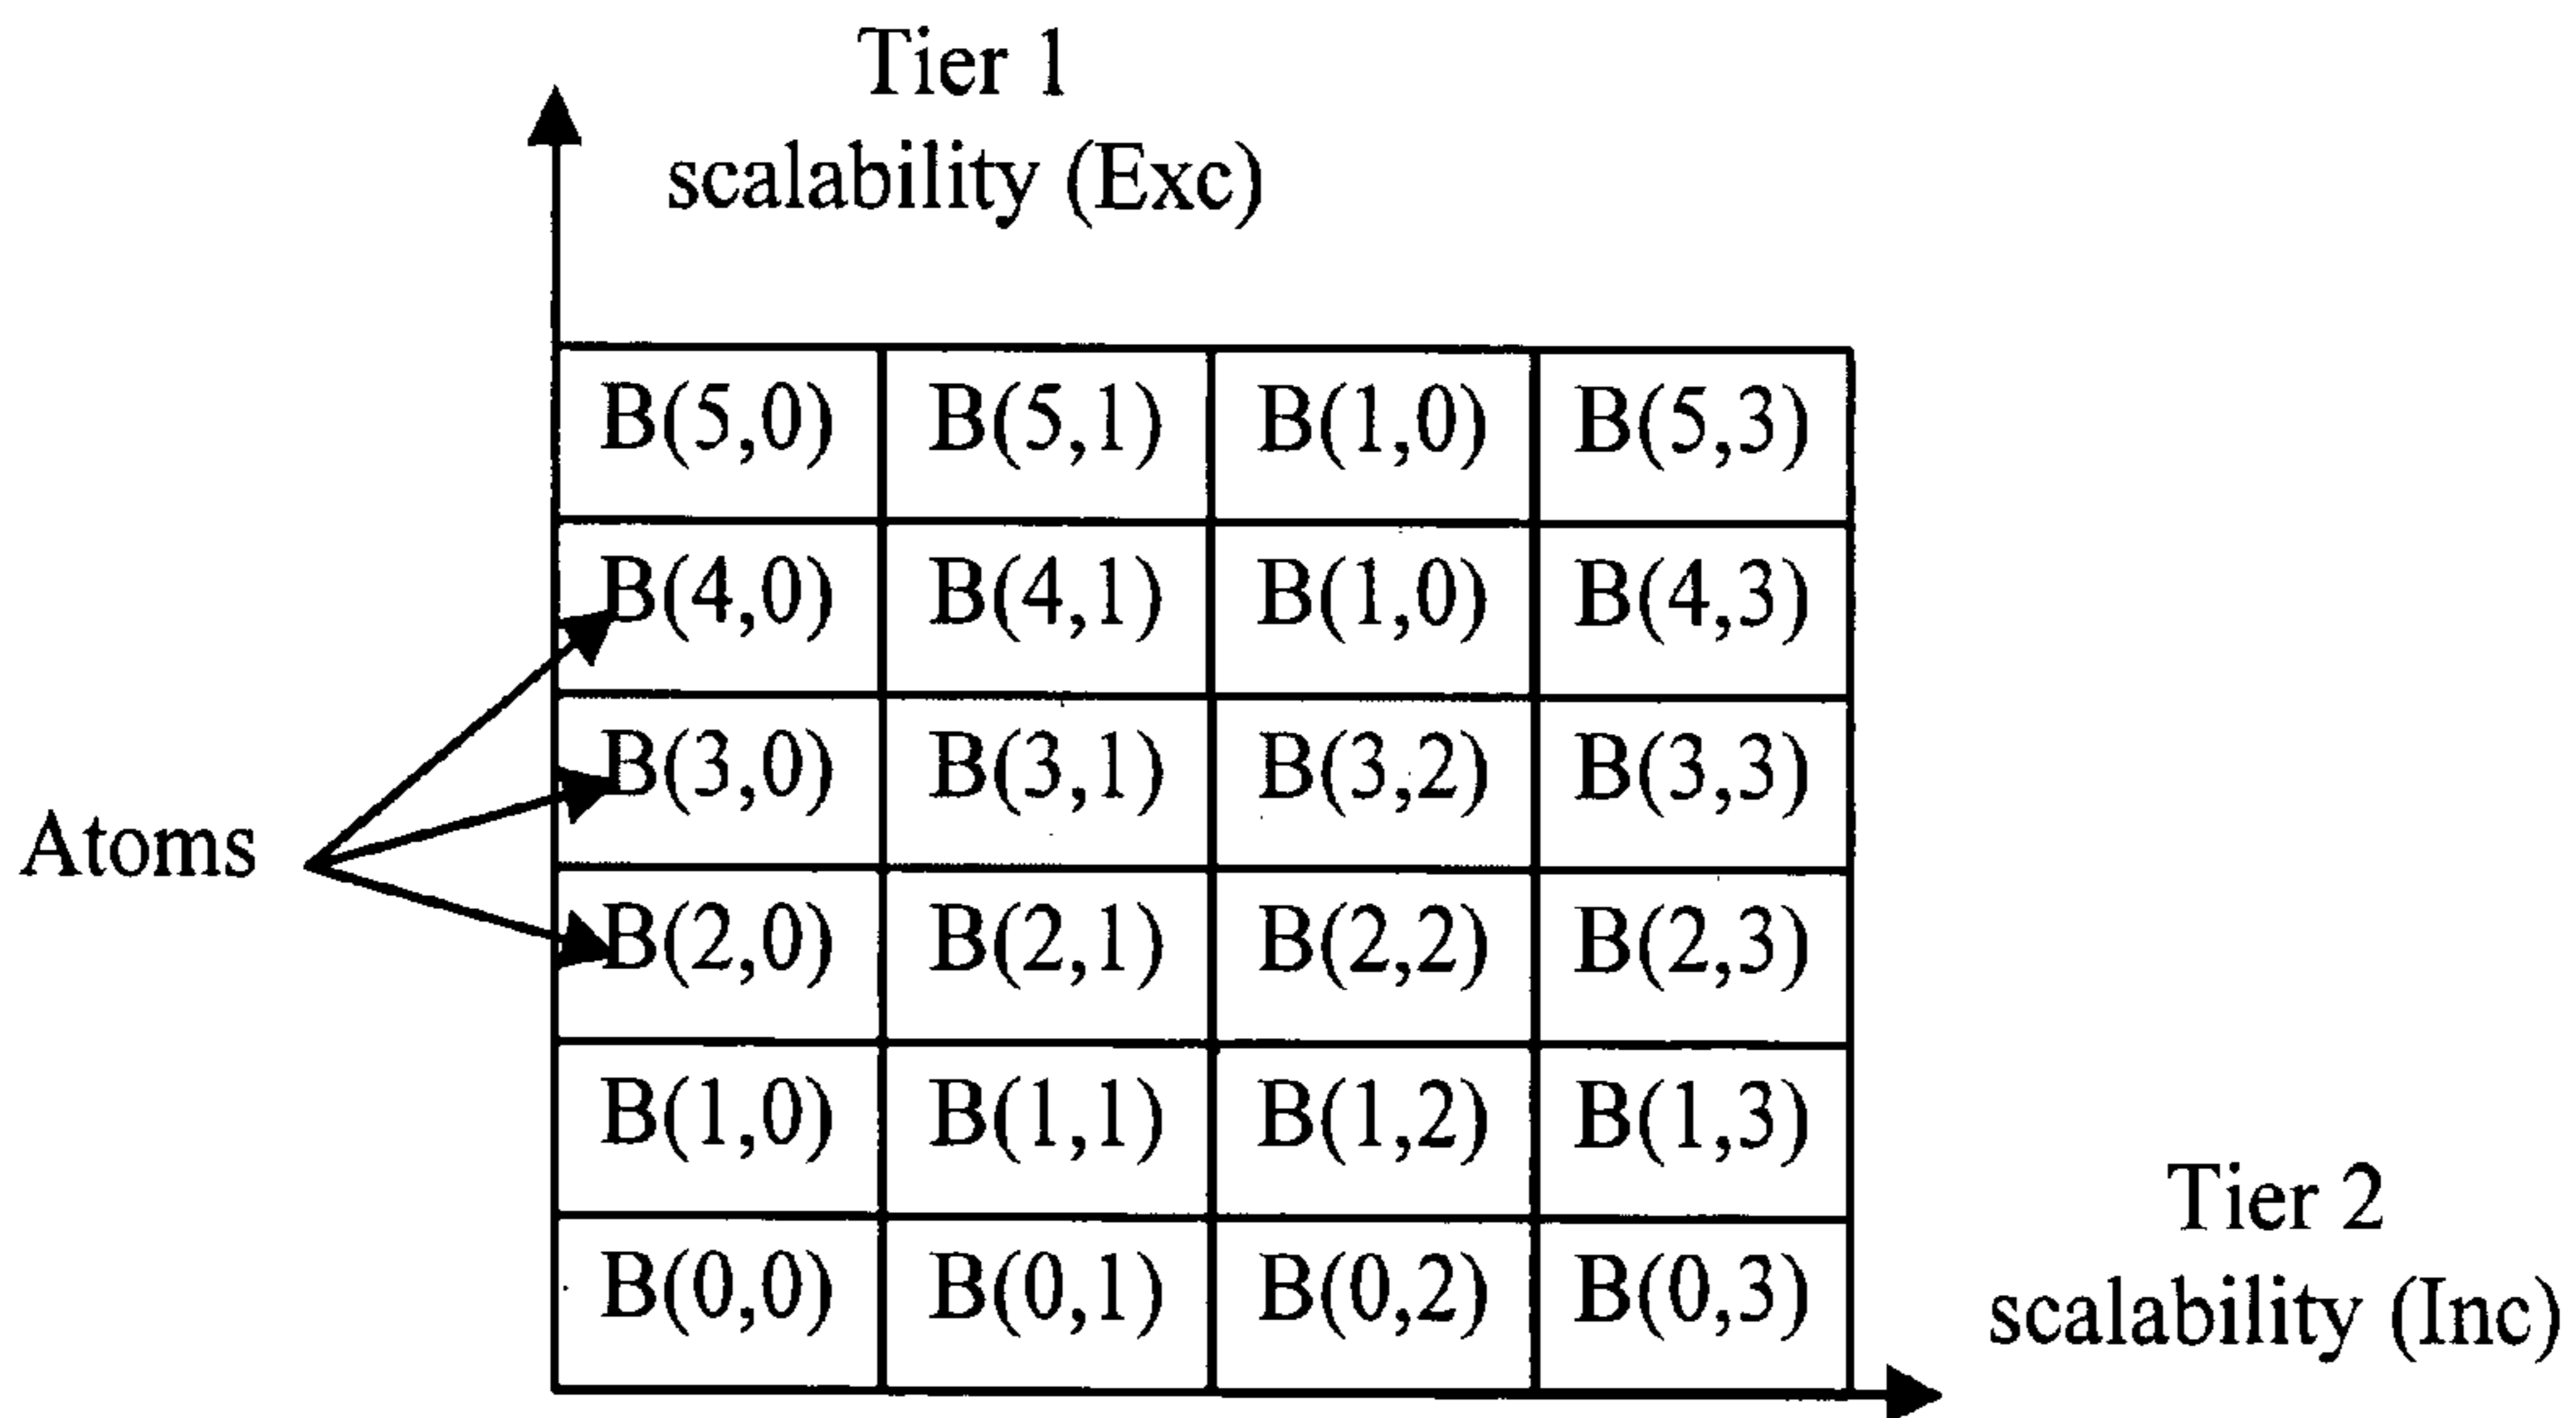 Tier 1
scalability (Exc)
B(5,0) B(5,1) B(1,0) B(5,3)
B(4,0) B(4,1) B(1,0) B(4,3)
B(3,0) B(3,1) B(3,2) B(3,3)
Atoms
B(2,0) B(2,1) B(2,2) B(2,3)
B(1,0) B(1,1) B(1,2) B(1,3)
B(0,0) B(0,1) B(0,2) B(0,3)
Tier 2
scalability (Inc)